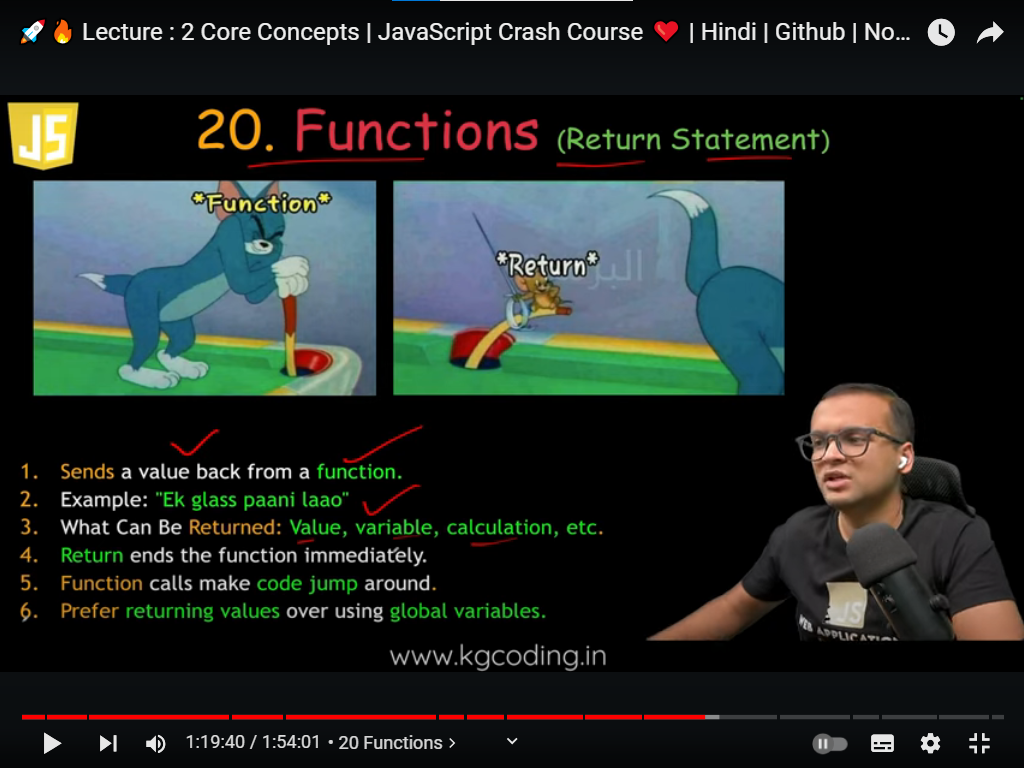 🚀🔥 Lecture : 2 Core Concepts | JavaScript Crash Course ❤️ | Hindi | Github | No...
JS
20. Functions (Return Statement)
*Function*
*Return*
1. Sends a value back from a function.
2. Example: "Ek glass paani laao"
3. What Can Be Returned: Value, variable, calculation, etc.
4. Return ends the function immediately.
5. Function calls make code jump around.
6. Prefer returning values over using global variables.
JS
WEB APPLICATION
www.kgcoding.in
1:19:40 / 1:54:01 • 20 Functions ›